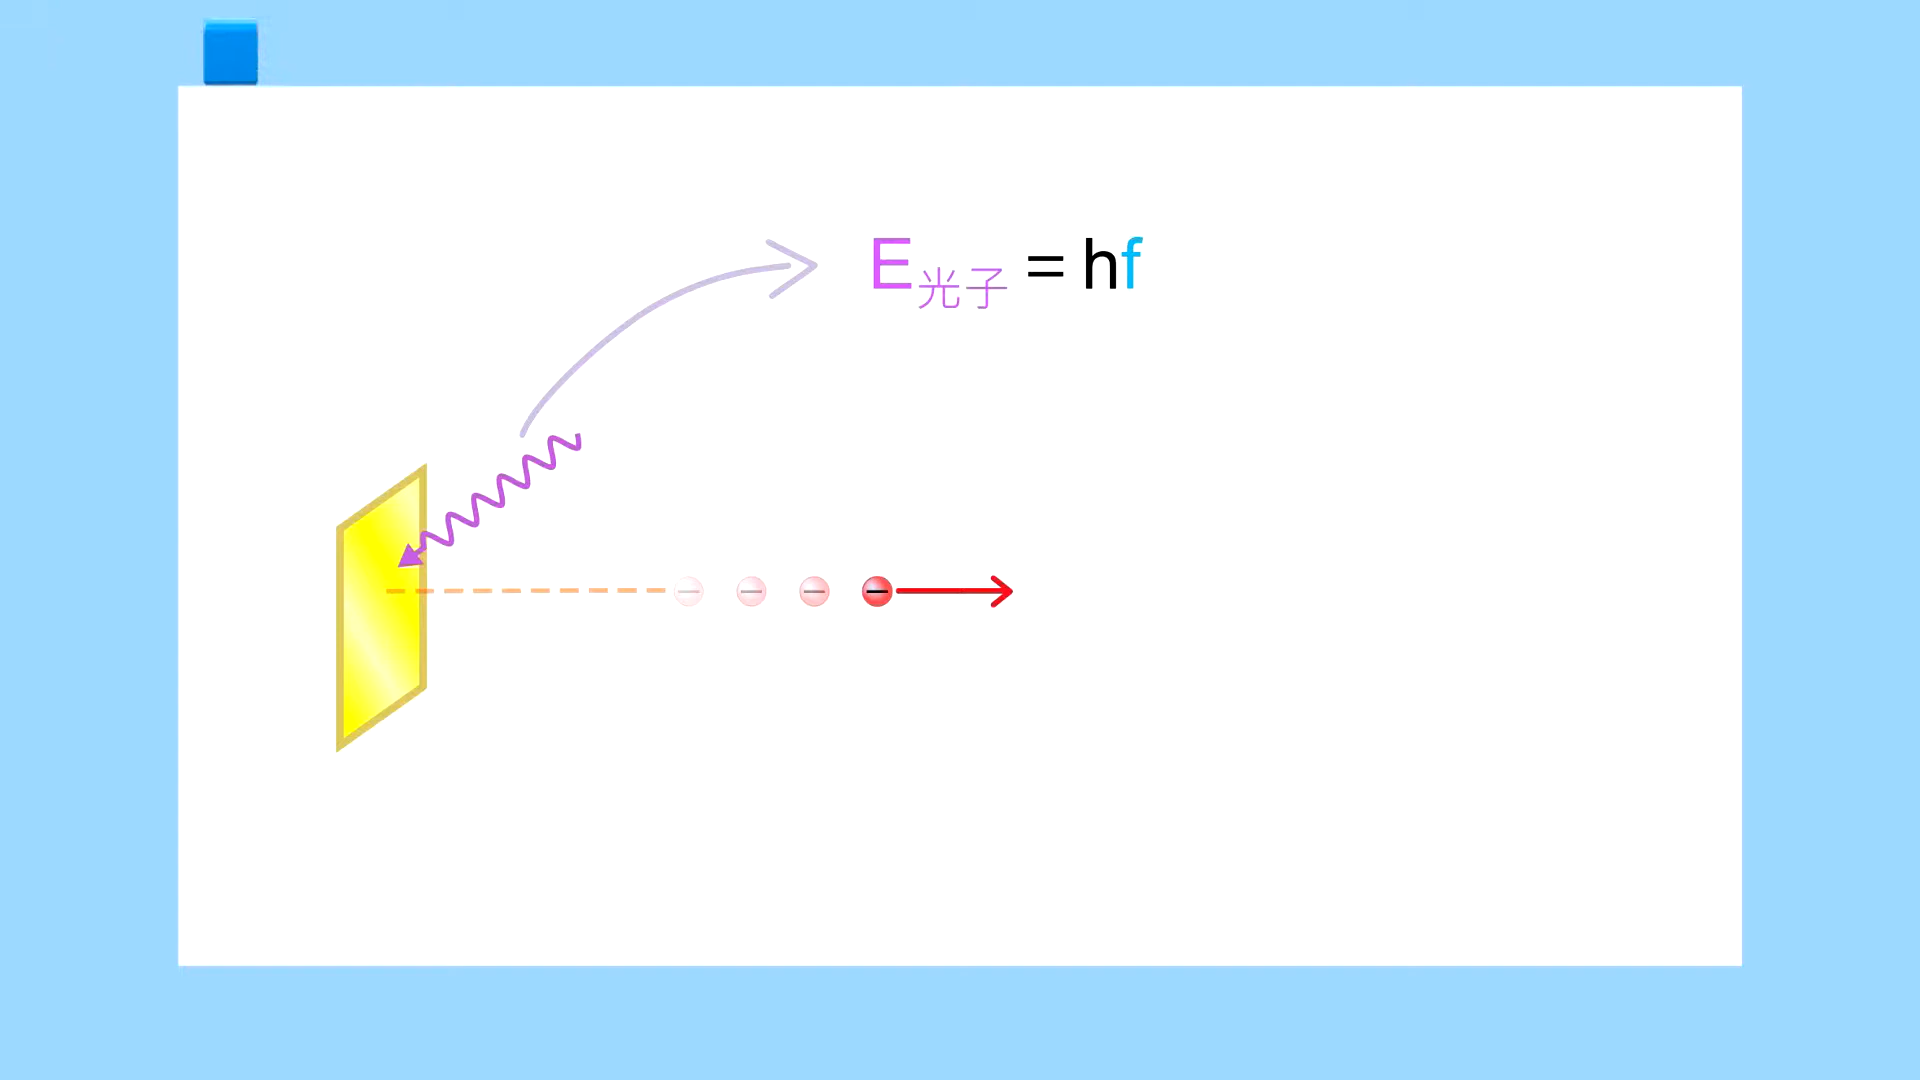 E光子 = hf